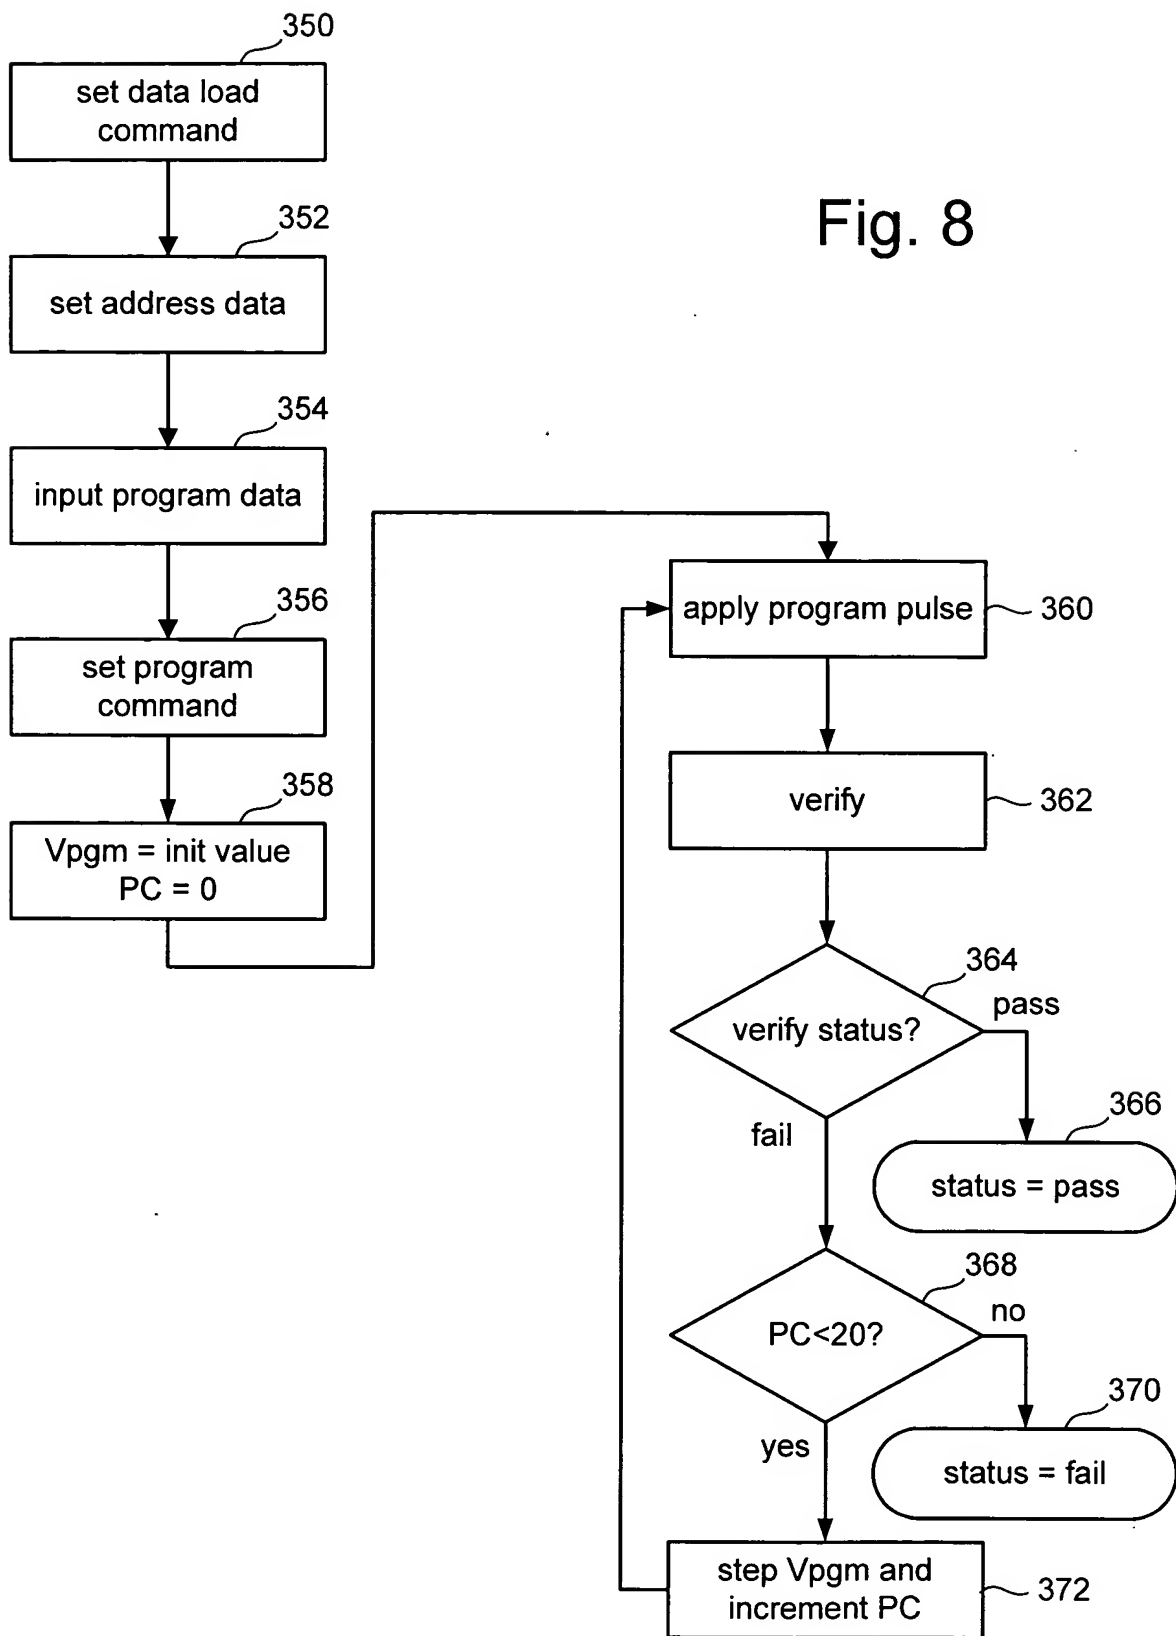 350
set data load
command
Fig. 8
352
set address data
354
input program data
356
set program
command
358
Vpgm = init value
PC = 0
apply program pulse
360
verify
362
364
verify status?
pass
366
status = pass
fail
368
PC<20?
no
370
status = fail
yes
step Vpgm and
increment PC
372